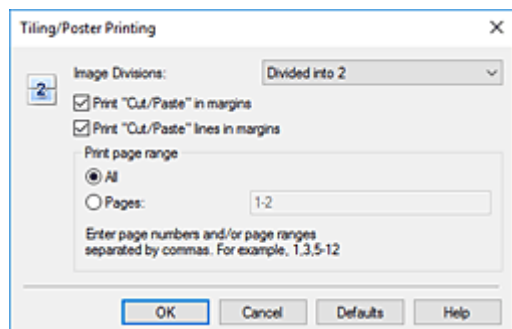 Tiling/Poster Printing
Image Divisions: Divided into 2
2
Print "Cut/Paste" in margins
Print "Cut/Paste" lines in margins
Print page range
All
Pages: 1-2
Enter page numbers and/or page ranges
separated by commas. For example, 1,3,5-12
OK Cancel Defaults Help